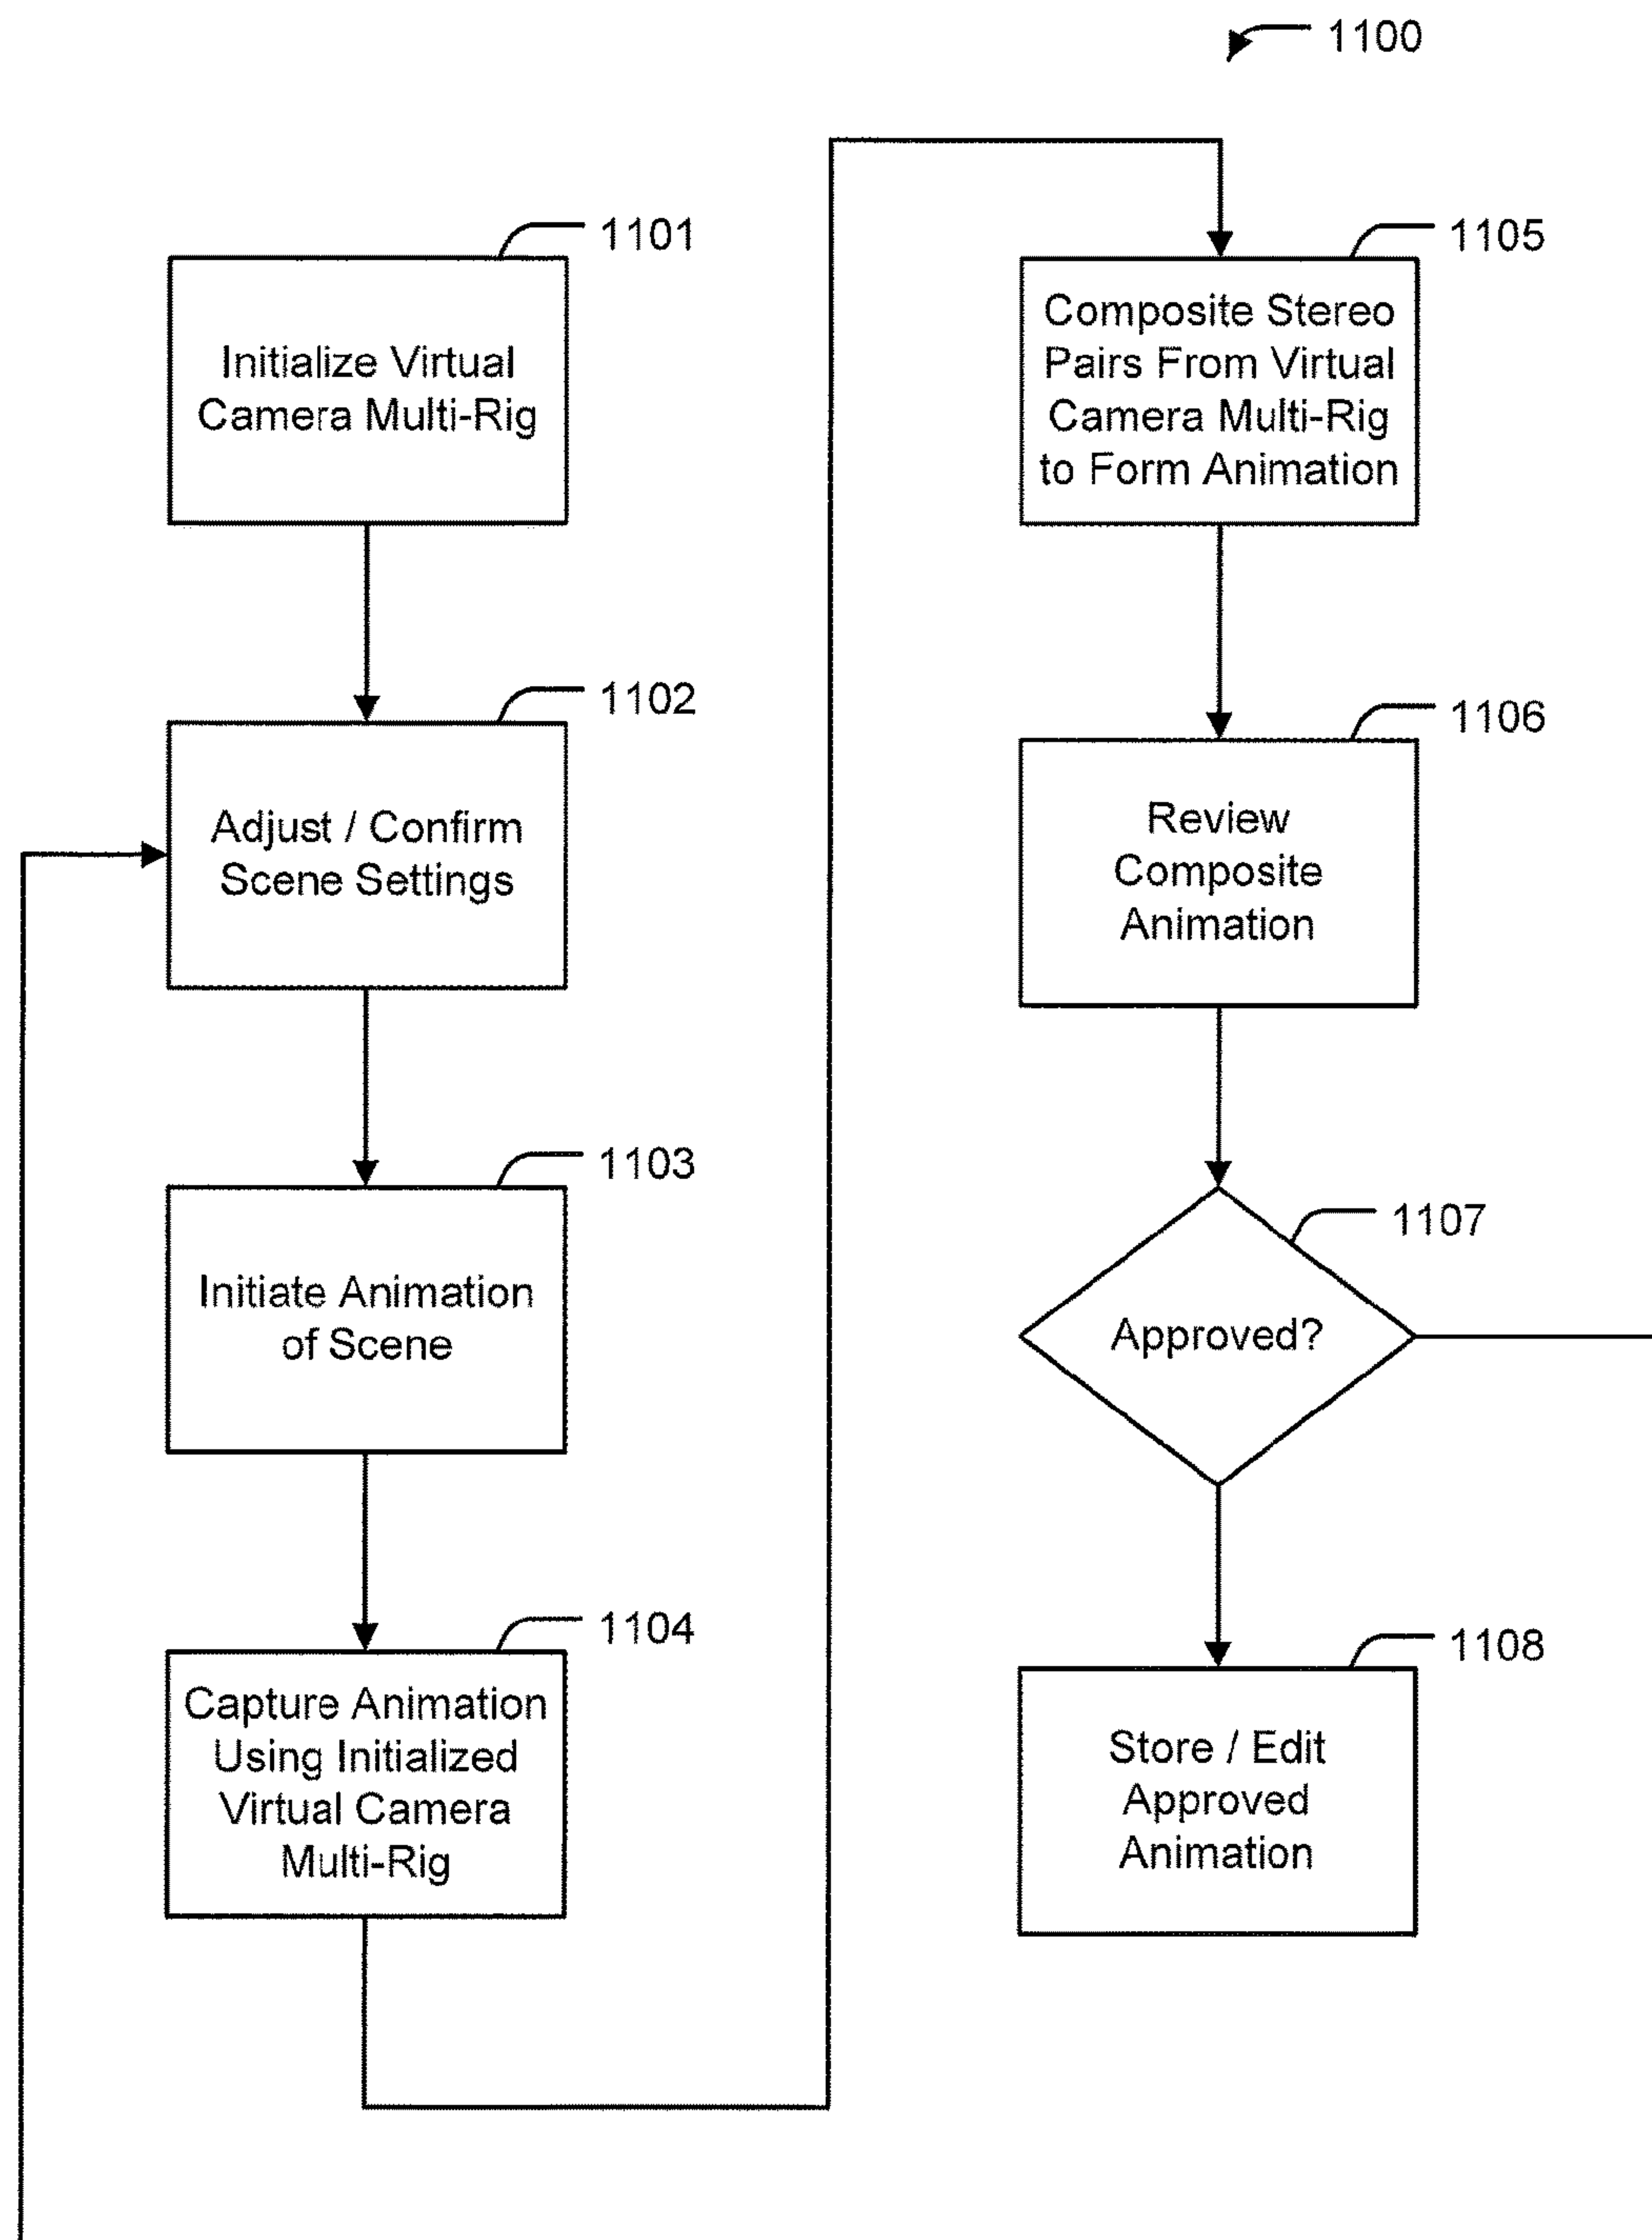 1100
1101
Initialize Virtual
Camera Multi-Rig
1102
Adjust / Confirm
Scene Settings
1103
Initiate Animation
of Scene
1104
Capture Animation
Using Initialized
Virtual Camera
Multi-Rig
1105
Composite Stereo
Pairs From Virtual
Camera Multi-Rig
to Form Animation
1106
Review
Composite
Animation
1107
Approved?
1108
Store / Edit
Approved
Animation